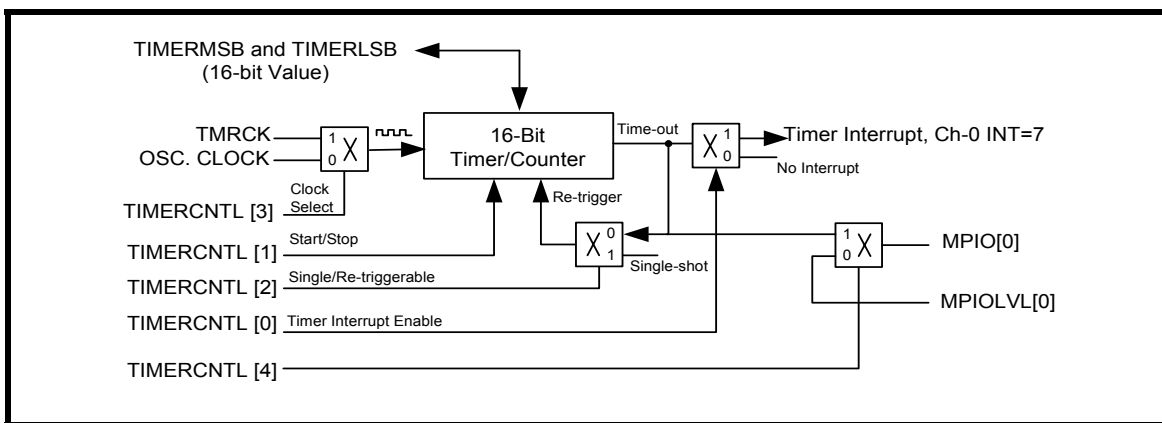 TIMERMSB and TIMERLSB
(16-bit Value)
TMRCK
OSC. CLOCK
1
0
X
16-Bit
Timer/Counter
Time-out
X
1
0
Timer Interrupt, Ch-0 INT=7
No Interrupt
Clock
Select
TIMERCNTL [3]
Re-trigger
TIMERCNTL [1]
Start/Stop
X
0
1
Single-shot
1
0
X
MPIO[0]
TIMERCNTL [2]
Single/Re-triggerable
MPIOLVL[0]
TIMERCNTL [0]
Timer Interrupt Enable
TIMERCNTL [4]